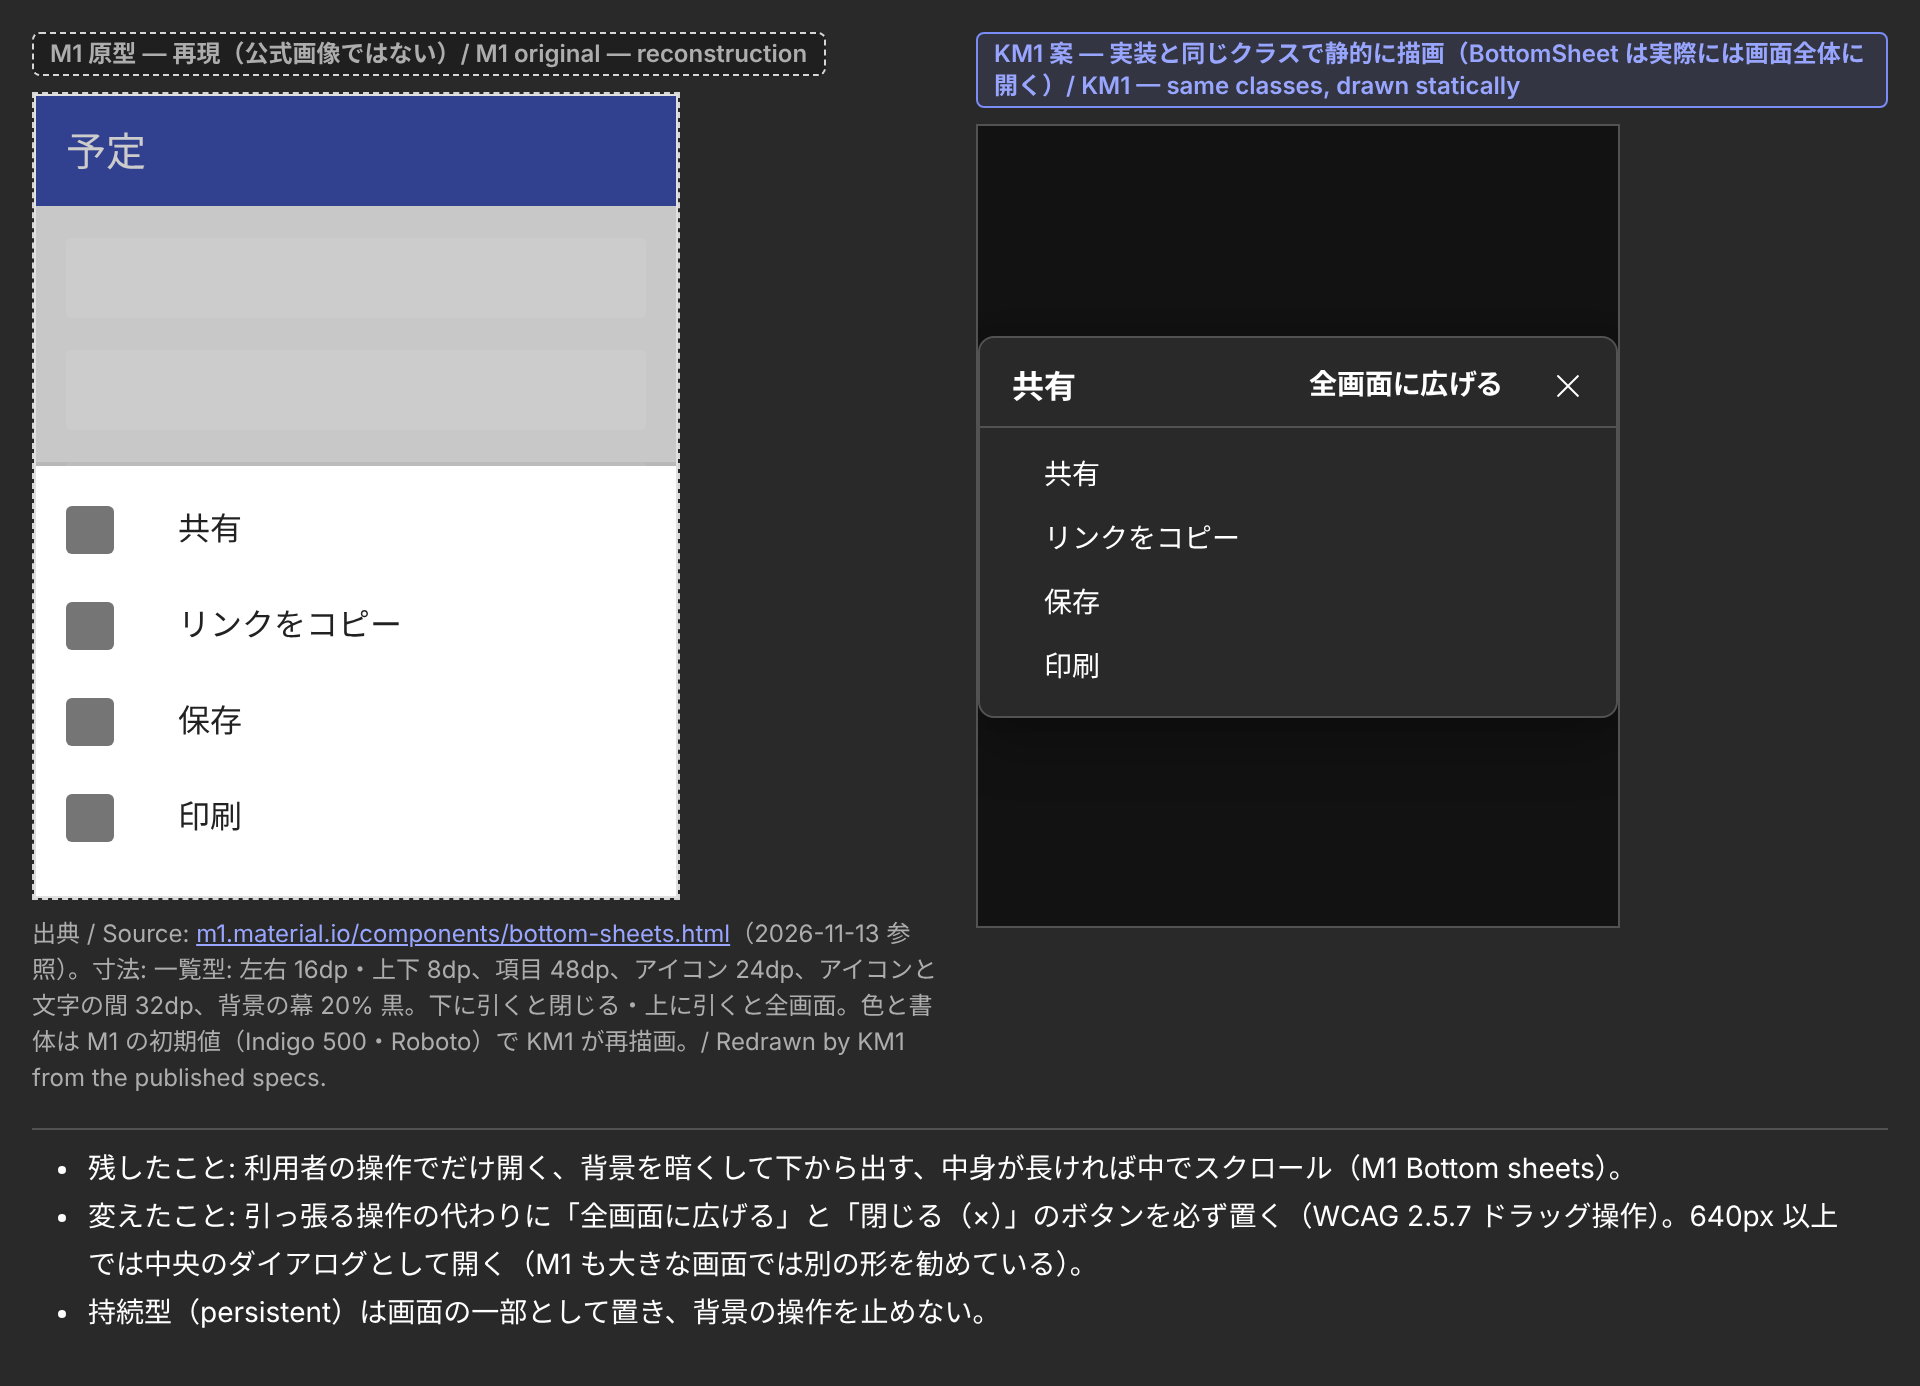 M1 原型 — 再現（公式画像ではない）/ M1 original — reconstruction
予定
共有
リンクをコピー
保存
印刷
出典 / Source: m1.material.io/components/bottom-sheets.html（2026-11-13 参
照）。寸法: 一覧型: 左右 16dp・上下 8dp、項目 48dp、アイコン 24dp、アイコンと
文字の間 32dp、背景の幕 20% 黒。下に引くと閉じる・上に引くと全画面。色と書
体は M1 の初期値（Indigo 500・Roboto）で KM1 が再描画。/ Redrawn by KM1
from the published specs.
KM1 案 — 実装と同じクラスで静的に描画（BottomSheet は実際には画面全体に
開く）/ KM1 — same classes, drawn statically
共有 全画面に広げる ×
共有
リンクをコピー
保存
印刷
• 残したこと: 利用者の操作でだけ開く、背景を暗くして下から出す、中身が長ければ中でスクロール（M1 Bottom sheets）。
• 変えたこと: 引っ張る操作の代わりに「全画面に広げる」と「閉じる（×）」のボタンを必ず置く（WCAG 2.5.7 ドラッグ操作）。640px 以上
では中央のダイアログとして開く（M1 も大きな画面では別の形を勧めている）。
• 持続型（persistent）は画面の一部として置き、背景の操作を止めない。